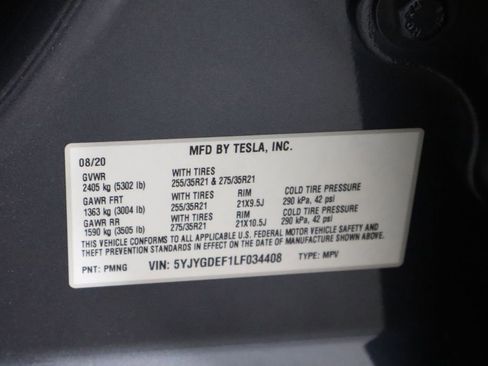 MFD BY TESLA, INC.
08/20
GVWR WITH TIRES
2405 kg (5302 lb) 255/35R21 & 275/35R21
GAWR FRT WITH TIRES RIM COLD TIRE PRESSURE
1363 kg (3004 lb) 255/35R21 21X9.5J 290 kPa, 42 psi
GAWR RR WITH TIRES RIM COLD TIRE PRESSURE
1590 kg (3505 lb) 275/35R21 21X10.5J 290 kPa, 42 psi
THIS VEHICLE CONFORMS TO ALL APPLICABLE U.S. FEDERAL MOTOR VEHICLE SAFETY AND
THEFT PREVENTION STANDARDS IN EFFECT ON THE DATE OF MANUFACTURE SHOWN ABOVE.
PNT: PMNG VIN: 5YJYGDEF1LF034408 TYPE: MPV